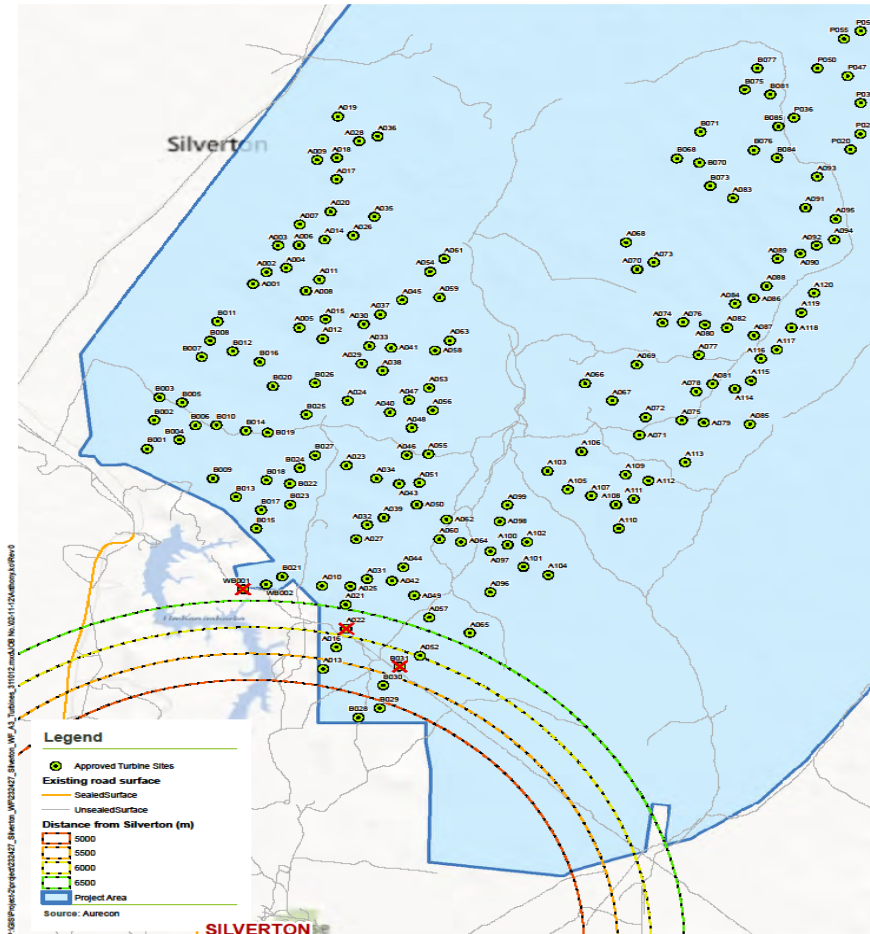 P05
P055
B077
P050
P047
B075
B081
P03
A019
P036
A036
B085
A028
B071
P02
Silverton
A018
B076
P020
A009
B068
B084
B070
A017
A093
B073
A083
A020
A035
A091
A007
A095
A014
A026
A068
A003
A006
A092
A094
A061
A089
A073
A054
A090
A002
A004
A070
A011
A001
A088
A008
A059
A120
A045
A084
A086
A119
A037
B011
A015
A030
A074
A076
A005
A082
A118
A080
B008
A012
A063
A087
A033
A041
B007
B012
A058
A117
A077
A116
B016
A029
A069
A038
B026
A066
A081
A115
B020
A053
A078
A114
B003
B005
A024
A047
A067
A040
A056
B025
A072
B002
A075
B006
B010
A079
A085
B014
A048
B004
B019
A071
B001
B027
A046
A055
A106
A023
A113
B024
A103
B009
A034
A109
B018
A051
A112
B022
A105
B013
A107
A043
A111
B017
B023
A050
A099
A108
B015
A032
A039
A062
A098
A110
A027
A060
A064
A100
A102
A097
A044
A101
B021
A031
A104
WB001
A010
A042
A025
WB002
A049
A096
A021
A057
A022
A065
A016
A052
A013
B031
B030
B029
B028
Legend
Approved Turbine Sites
Existing road surface
SealedSurface
UnsealedSurface
Distance from Silverton (m)
5000
5500
6000
6500
Project Area
Source: Aurecon
SILVERTON